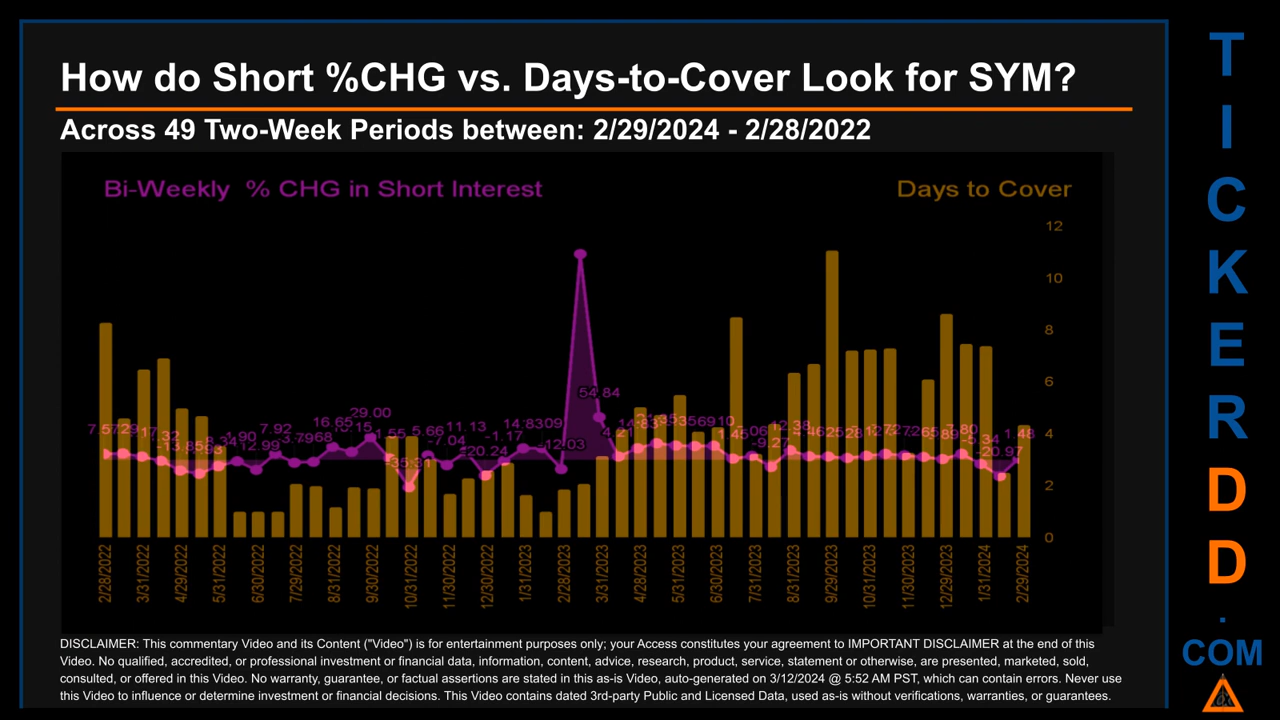 How do Short %CHG vs. Days-to-Cover Look for SYM?
Across 49 Two-Week Periods between: 2/29/2024 - 2/28/2022
Bi-Weekly % CHG in Short Interest
Days to Cover
12
10
8
6
4
2
0
54.84
29.00
16.65
7.92
11.13
5.66
-7.04
-20.24
-1.17
-12.03
-35.31
-12.99
-9.27
-20.97
1.48
2/28/2022
3/31/2022
4/29/2022
5/31/2022
6/30/2022
7/29/2022
8/31/2022
9/30/2022
10/31/2022
11/30/2022
12/30/2022
1/31/2023
2/28/2023
3/31/2023
4/28/2023
5/31/2023
6/30/2023
7/31/2023
8/31/2023
9/29/2023
10/31/2023
11/30/2023
12/29/2023
1/31/2024
2/29/2024
DISCLAIMER: This commentary Video and its Content ("Video") is for entertainment purposes only; your Access constitutes your agreement to IMPORTANT DISCLAIMER at the end of this
Video. No qualified, accredited, or professional investment or financial data, information, content, advice, research, product, service, statement or otherwise, are presented, marketed, sold,
consulted, or offered in this Video. No warranty, guarantee, or factual assertions are stated in this as-is Video, auto-generated on 3/12/2024 @ 5:52 AM PST, which can contain errors. Never use
this Video to influence or determine investment or financial decisions. This Video contains dated 3rd-party Public and Licensed Data, used as-is without verifications, warranties, or guarantees.
T
I
C
K
E
R
D
D
.
COM